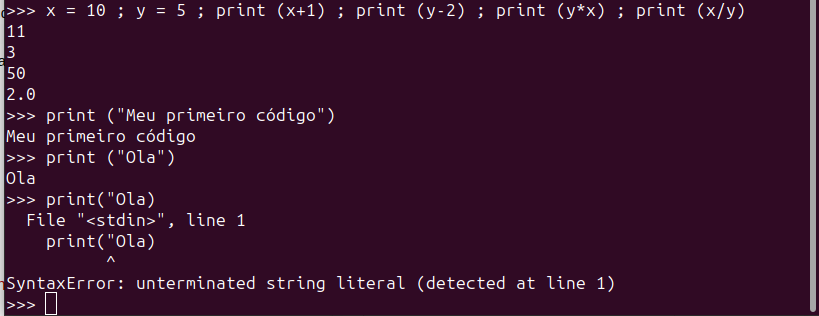 >>> x = 10 ; y = 5 ; print (x+1) ; print (y-2) ; print (y*x) ; print (x/y)
11
3
50
2.0
>>> print ("Meu primeiro código")
Meu primeiro código
>>> print ("Ola")
Ola
>>> print("Ola)
  File "<stdin>", line 1
    print("Ola)
          ^
SyntaxError: unterminated string literal (detected at line 1)
>>>